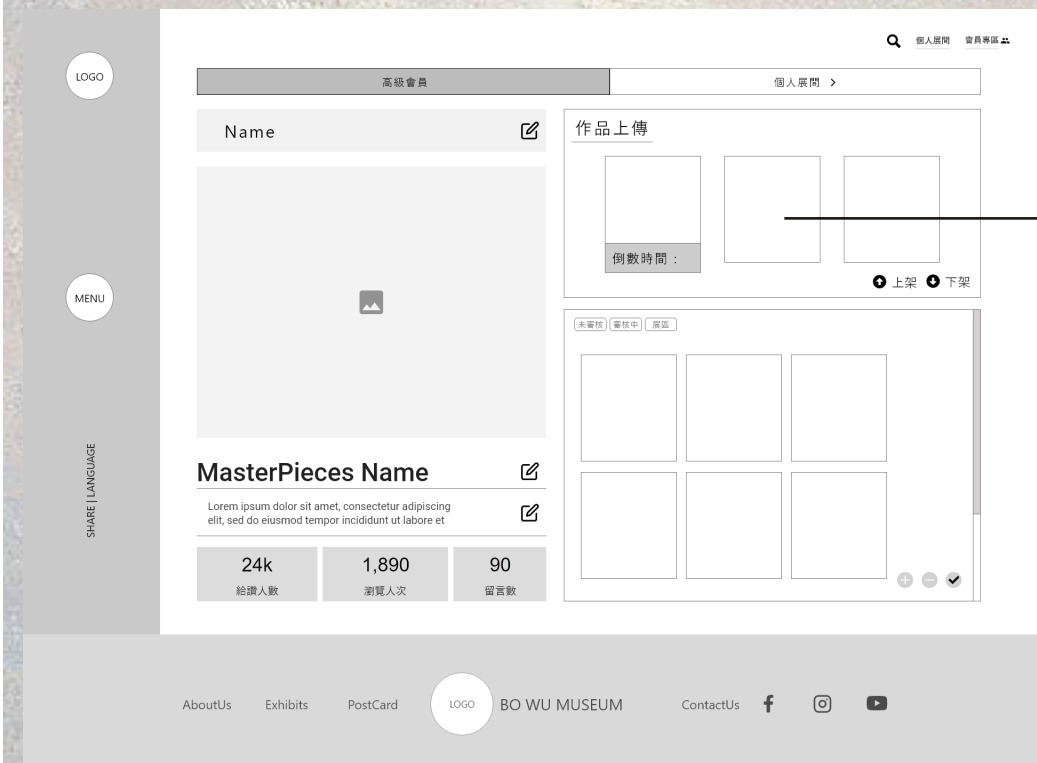 個人展間
會員專區
LOGO
高級會員
個人展間 >
Name
作品上傳
倒數時間：
上架 下架
MENU
未審核 審核中 展區
SHARE | LANGUAGE
MasterPieces Name
Lorem ipsum dolor sit amet, consectetur adipiscing
elit, sed do eiusmod tempor incididunt ut labore et
24k
給讚人數
1,890
瀏覽人次
90
留言數
AboutUs
Exhibits
PostCard
LOGO
BO WU MUSEUM
ContactUs